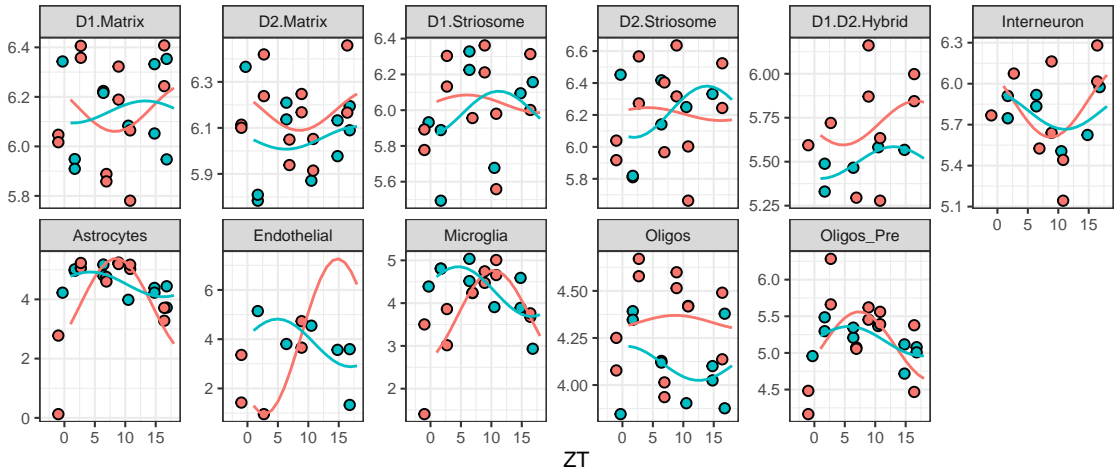 D1.Matrix D2.Matrix D1.Striosome D2.Striosome D1.D2.Hybrid Interneuron
6.4 6.2 6.0 5.8
6.3 6.1 5.9
6.4 6.2 6.0 5.8 5.6
6.6 6.4 6.2 6.0 5.8
6.00 5.75 5.50 5.25
6.3 6.0 5.7 5.4 5.1
0 5 10 15
Astrocytes Endothelial Microglia Oligos Oligos_Pre
4 2 0
6 4 2
5 4 3 2
4.50 4.25 4.00
6.0 5.5 5.0 4.5
0 5 10 15 0 5 10 15 0 5 10 15 0 5 10 15 0 5 10 15
ZT